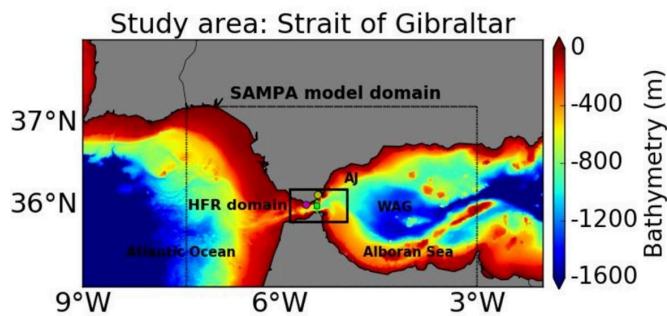 Study area: Strait of Gibraltar
SAMPA model domain
37°N
36°N
AJ
HFR domain
WAG
Atlantic Ocean
Alboran Sea
9°W
6°W
3°W
0
-400
-800
-1200
-1600
Bathymetry (m)